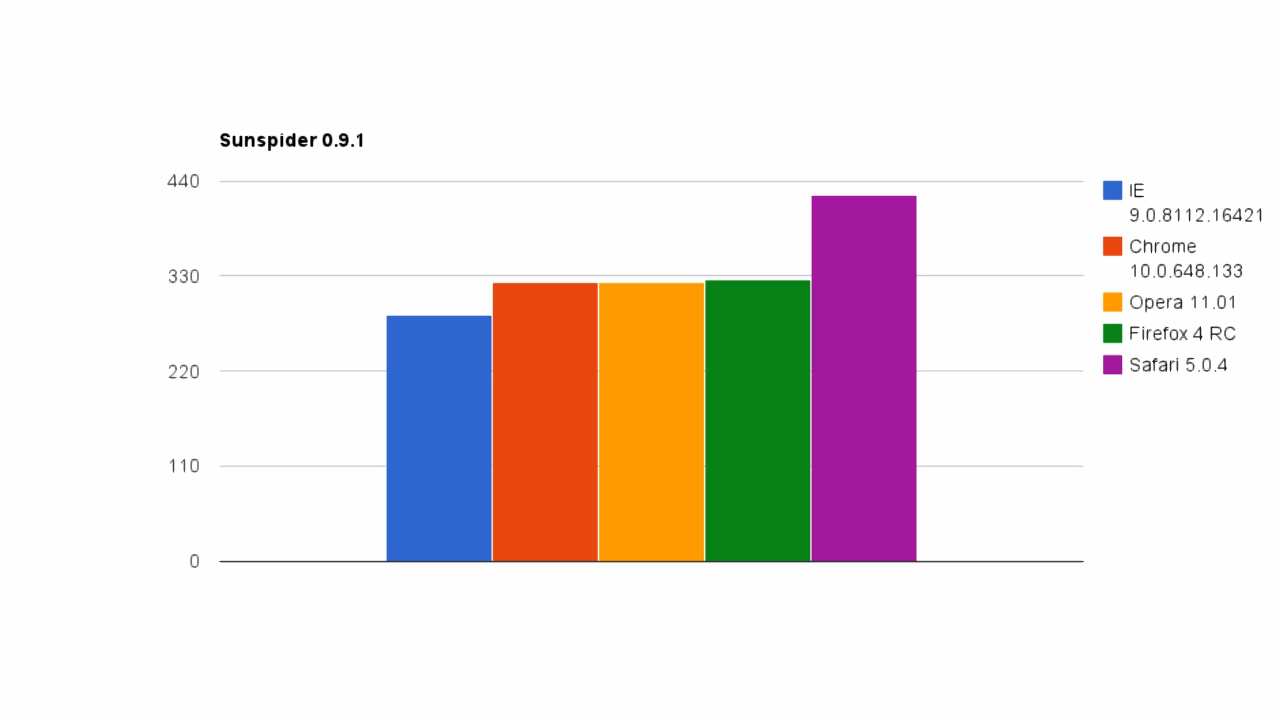 Sunspider 0.9.1
440
330
220
110
0
IE
9.0.8112.16421
Chrome
10.0.648.133
Opera 11.01
Firefox 4 RC
Safari 5.0.4